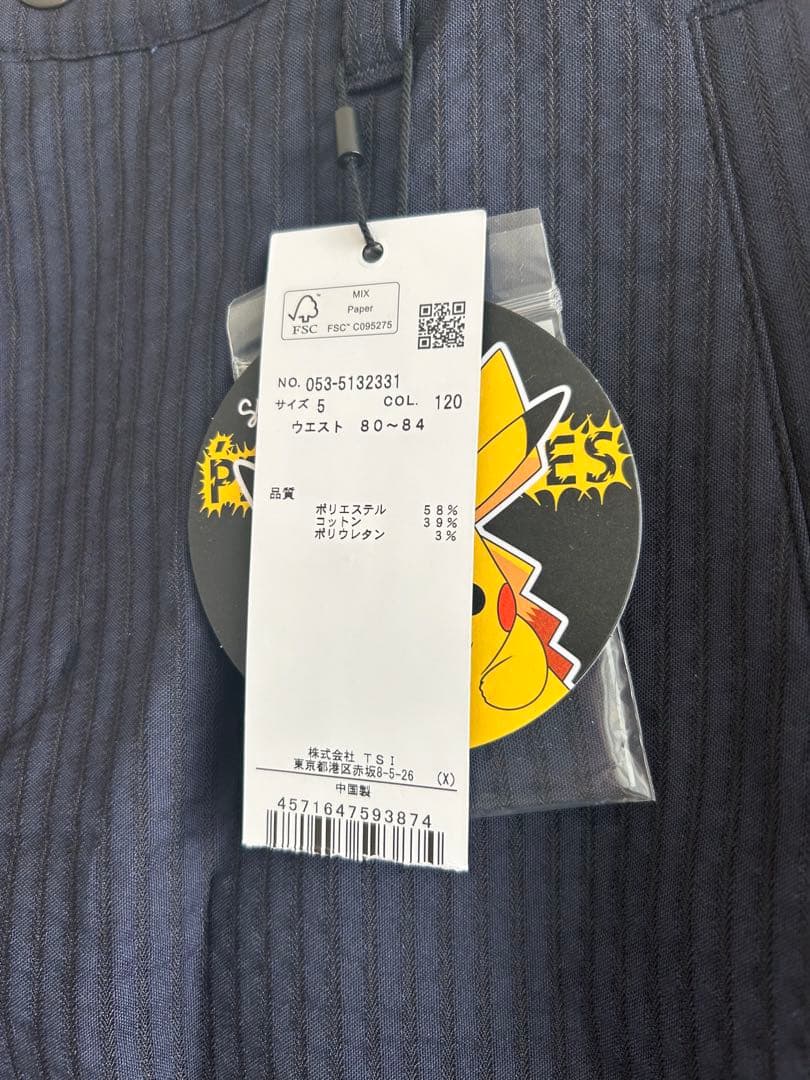 FSC™
MIX
Paper
FSC™ C095275
NO. 053-5132331
サイズ 5 COL. 120
ウエスト 80~84
品質
ポリエステル 58%
コットン 39%
ポリウレタン 3%
株式会社 TSI
東京都港区赤坂8-5-26 (X)
中国製
4571647593874
ES